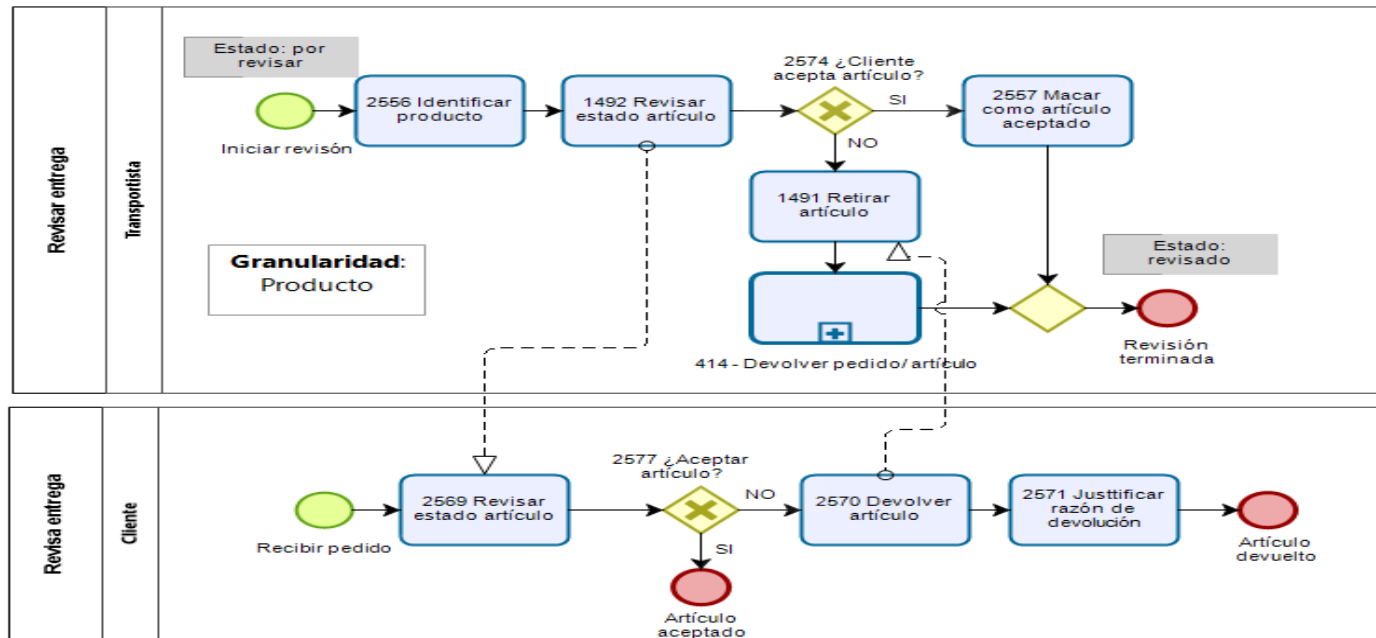 Revisar entrega
Transportista
Estado: por
revisar
Iniciar revisón
2556 Identificar
producto
1492 Revisar
estado artículo
2574 ¿Cliente
acepta artículo?
SI
NO
2557 Macar
como artículo
aceptado
1491 Retirar
artículo
Granularidad:
Producto
414 - Devolver pedido/ artículo
Estado:
revisado
Revisión
terminada
Revisa entrega
Cliente
Recibir pedido
2569 Revisar
estado artículo
2577 ¿Aceptar
artículo?
NO
SI
Artículo
aceptado
2570 Devolver
artículo
2571 Justtificar
razón de
devolución
Artículo
devuelto